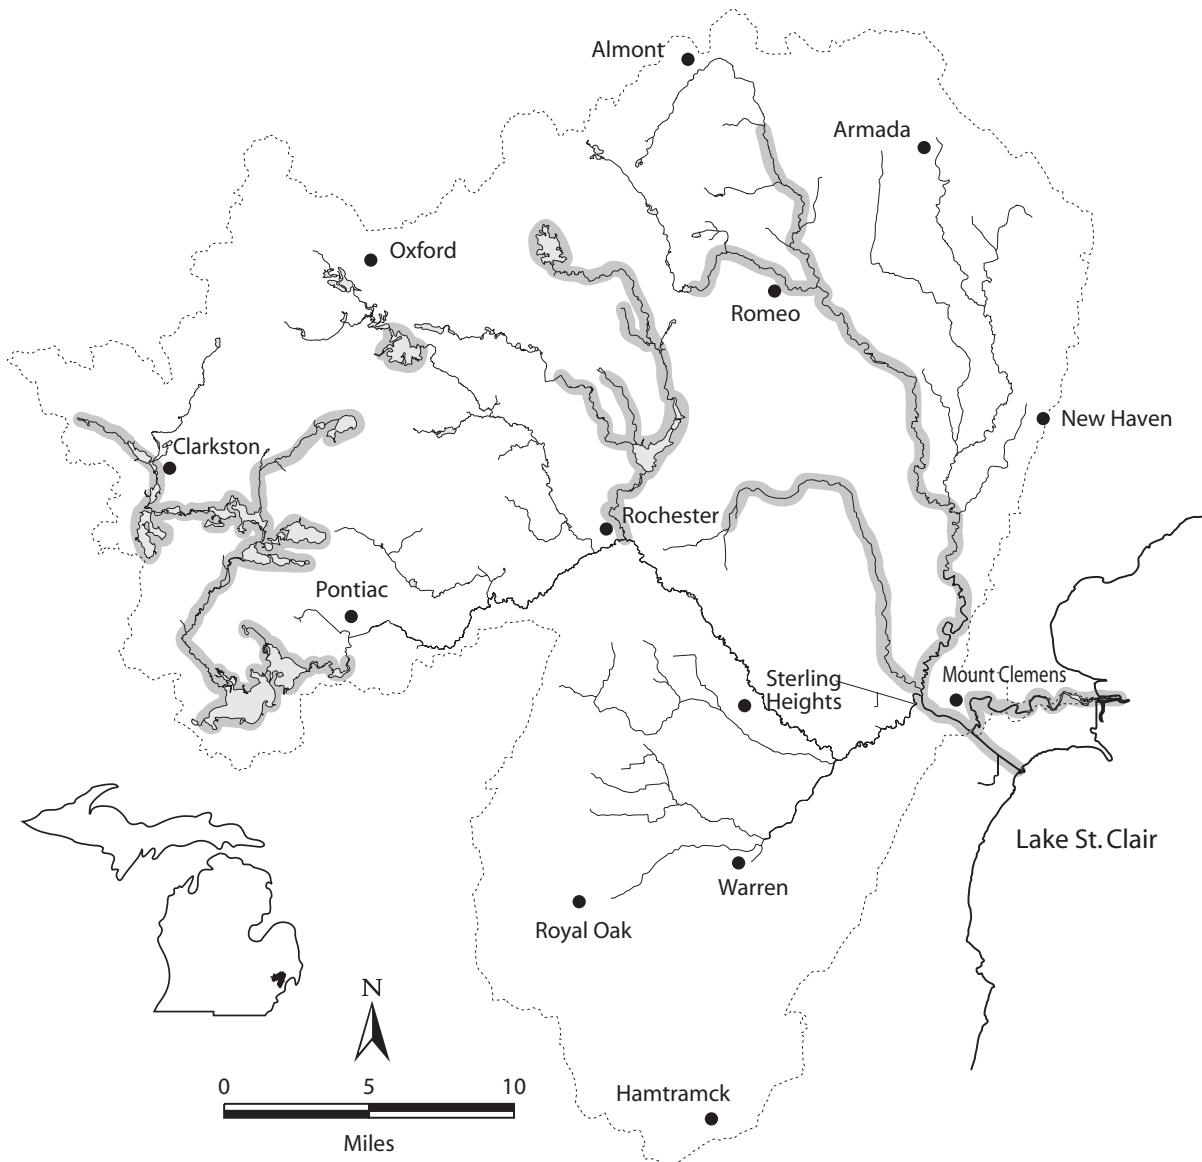 Almont
Armada
Oxford
Romeo
New Haven
Clarkston
Rochester
Pontiac
Mount Clemens
Sterling
Heights
Lake St. Clair
Warren
Royal Oak
N
0 5 10
Miles
Hamtramck